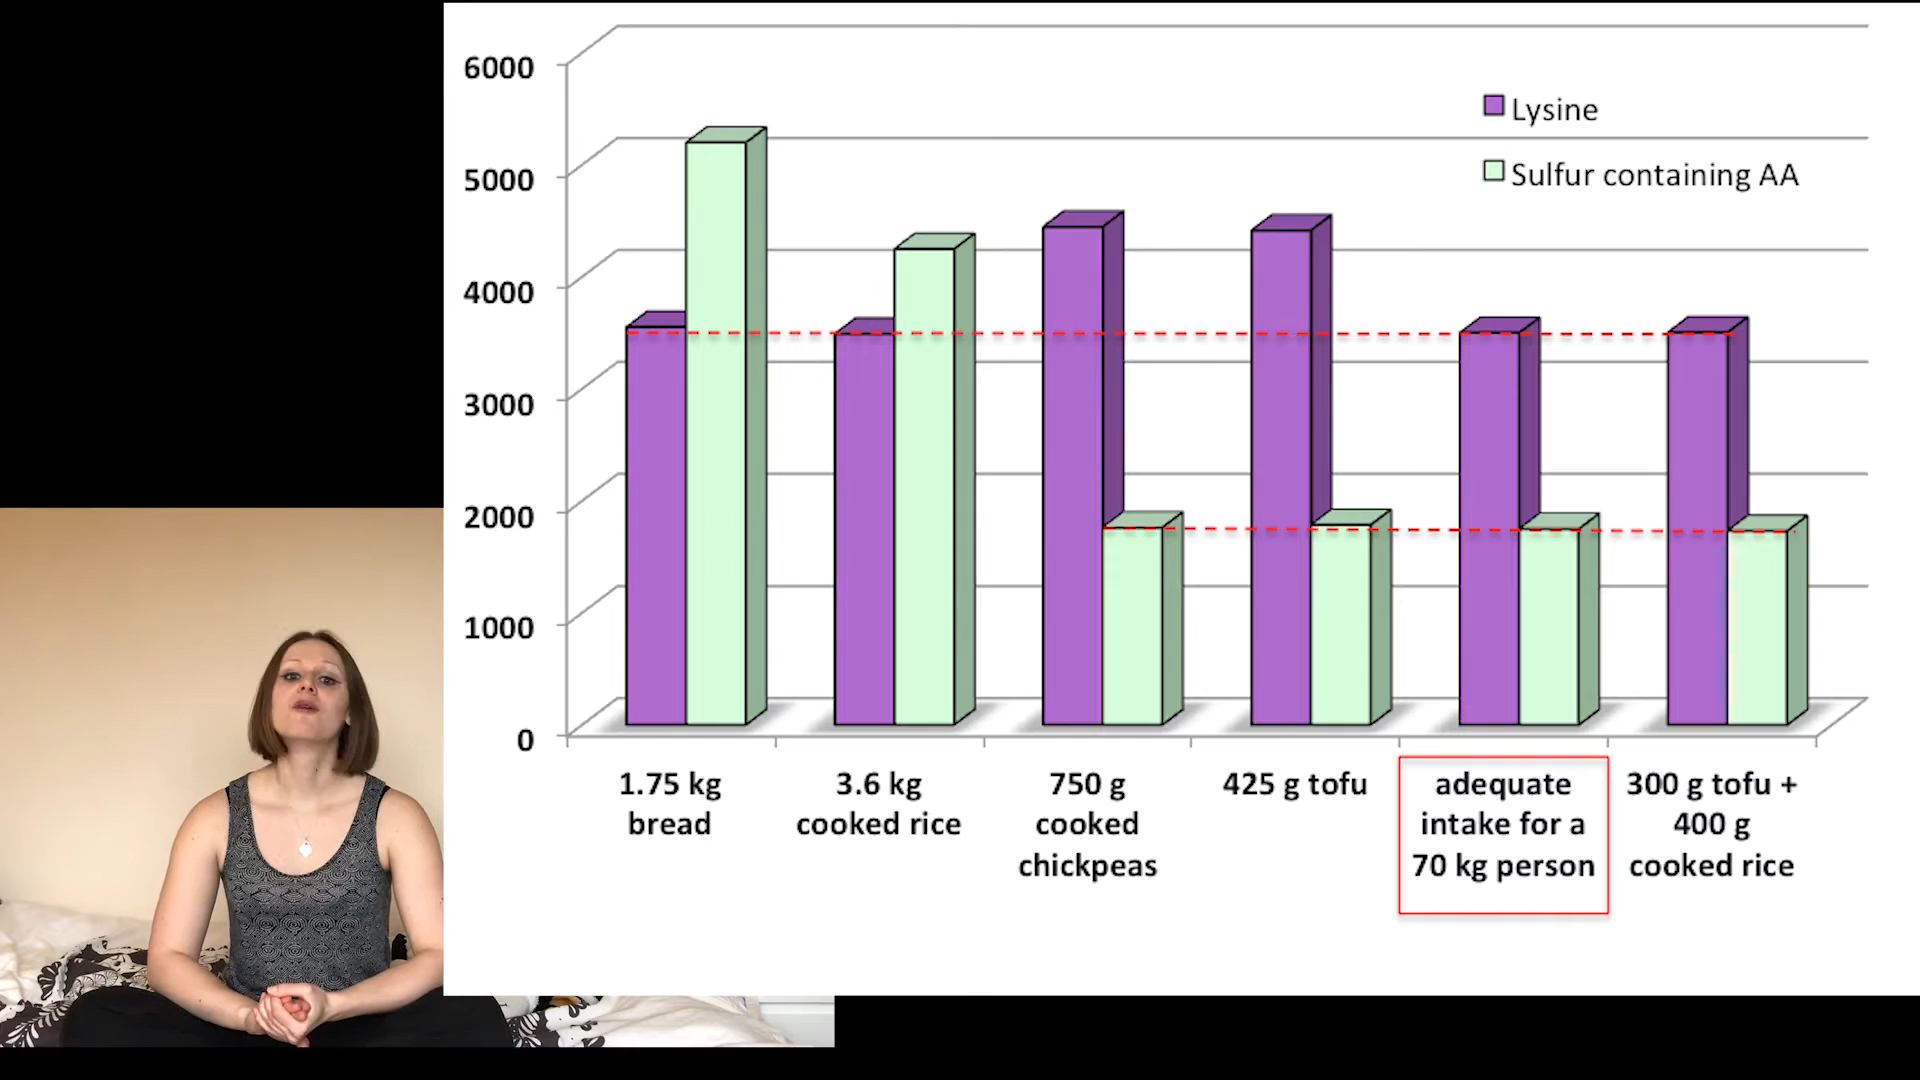 6000
5000
4000
3000
2000
1000
0
Lysine
Sulfur containing AA
1.75 kg
bread
3.6 kg
cooked rice
750 g
cooked
chickpeas
425 g tofu
adequate
intake for a
70 kg person
300 g tofu +
400 g
cooked rice